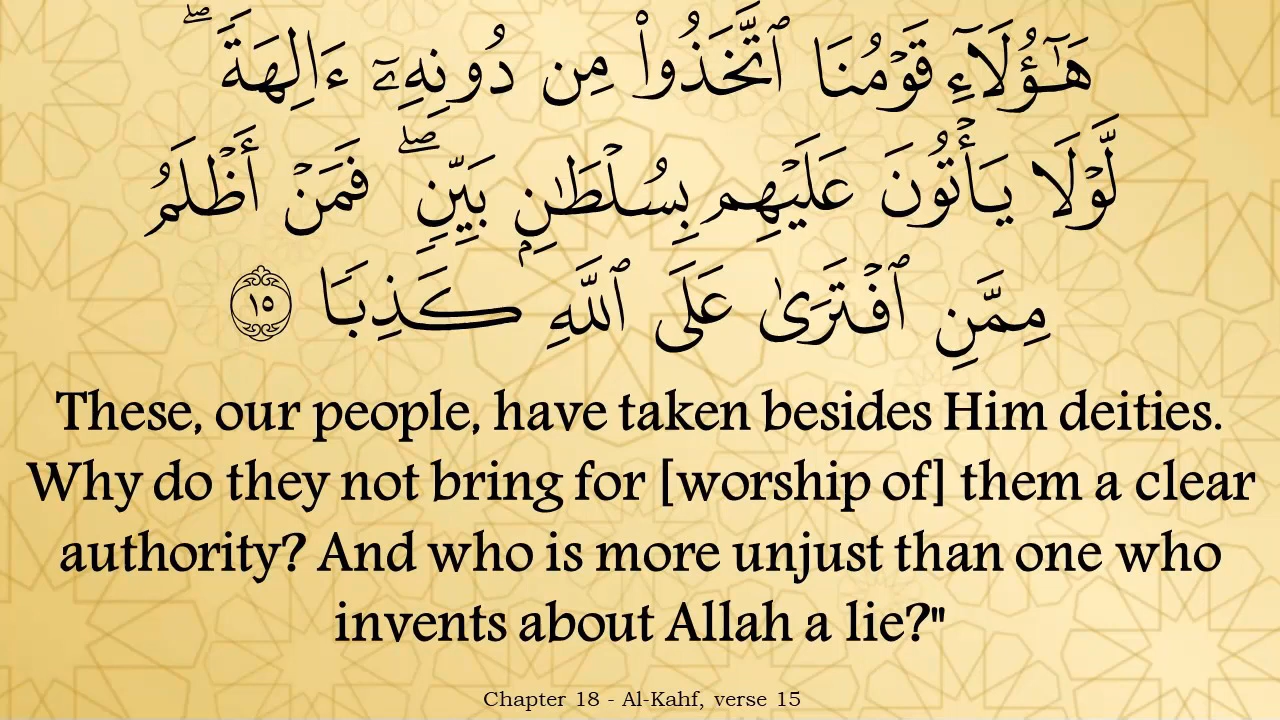 هَـٰٓؤُلَآءِ قَوْمُنَا ٱتَّخَذُوا۟ مِن دُونِهِۦٓ ءَالِهَةً ۖ
لَّوْلَا يَأْتُونَ عَلَيْهِم بِسُلْطَـٰنٍۭ بَيِّنٍ ۖ فَمَنْ أَظْلَمُ
مِمَّنِ ٱفْتَرَىٰ عَلَى ٱللَّهِ كَذِبًا ١٥
These, our people, have taken besides Him deities.
Why do they not bring for [worship of] them a clear
authority? And who is more unjust than one who
invents about Allah a lie?"
Chapter 18 - Al-Kahf, verse 15